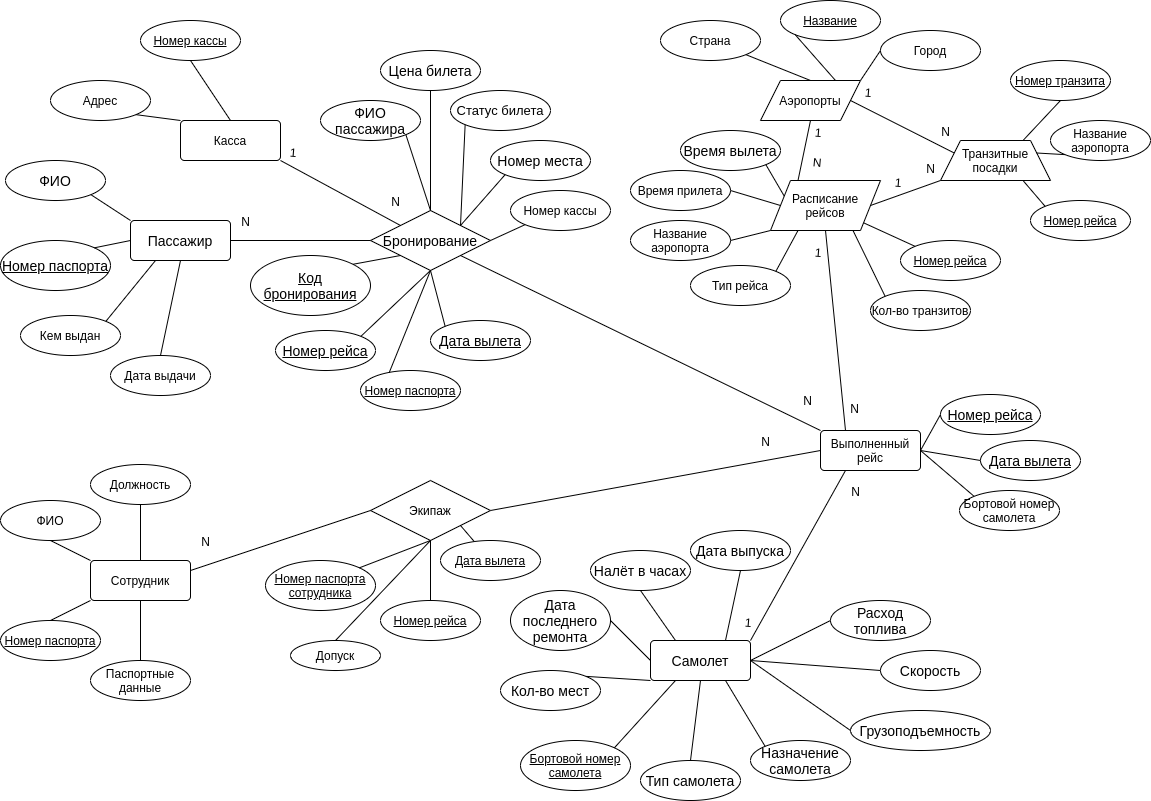 Название
Страна
Город
Номер кассы
Цена билета
Номер транзита
Адрес
Аэропорты
1
Статус билета
ФИО
пассажира
Касса
1
N
Название
аэропорта
1
Время вылета
Номер места
Транзитные
посадки
N
N
ФИО
Время прилета
1
Расписание
рейсов
N
Номер кассы
Номер рейса
N
Пассажир
Бронирование
Название
аэропорта
Номер паспорта
1
Номер рейса
Код
бронирования
Тип рейса
Кол-во транзитов
Кем выдан
Номер рейса
Дата вылета
Дата выдачи
Номер паспорта
N
N
Номер рейса
N
Выполненный
рейс
Дата вылета
Должность
N
Бортовой номер
самолета
ФИО
Экипаж
N
Дата вылета
Дата выпуска
Сотрудник
Номер паспорта
сотрудника
Налёт в часах
Номер рейса
Дата
последнего
ремонта
1
Расход
топлива
Номер паспорта
Допуск
Самолет
Скорость
Паспортные
данные
Кол-во мест
Грузоподъемность
Бортовой номер
самолета
Тип самолета
Назначение
самолета